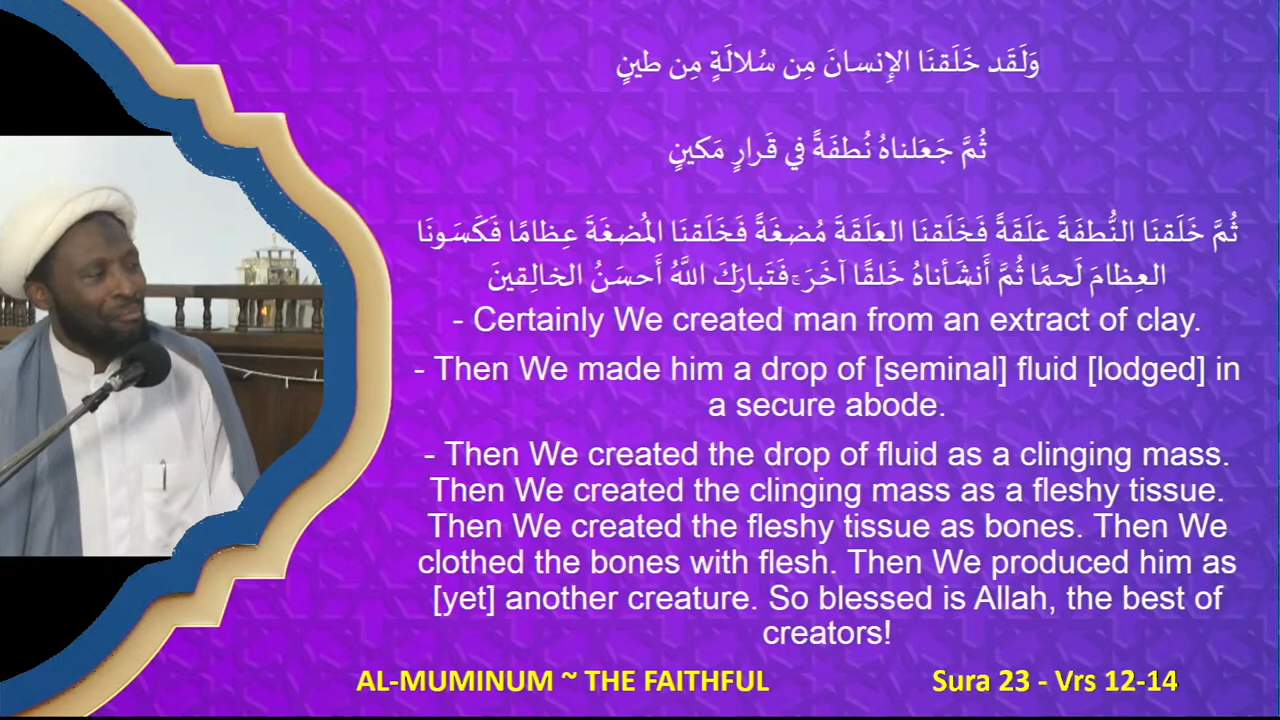 وَلَقَد خَلَقنَا الإِنسانَ مِن سُلالَةٍ مِن طينٍ
ثُمَّ جَعَلناهُ نُطفَةً في قَرارٍ مَكينٍ
ثُمَّ خَلَقنَا النُّطفَةَ عَلَقَةً فَخَلَقنَا العَلَقَةَ مُضغَةً فَخَلَقنَا المُضغَةَ عِظامًا فَكَسَونَا
العِظامَ لَحمًا ثُمَّ أَنشَأناهُ خَلقًا آخَرَ ۚ فَتَبارَكَ اللَّهُ أَحسَنُ الخالِقينَ
- Certainly We created man from an extract of clay.
- Then We made him a drop of [seminal] fluid [lodged] in
a secure abode.
- Then We created the drop of fluid as a clinging mass.
Then We created the clinging mass as a fleshy tissue.
Then We created the fleshy tissue as bones. Then We
clothed the bones with flesh. Then We produced him as
[yet] another creature. So blessed is Allah, the best of
creators!
AL-MUMINUM ~ THE FAITHFUL Sura 23 - Vrs 12-14